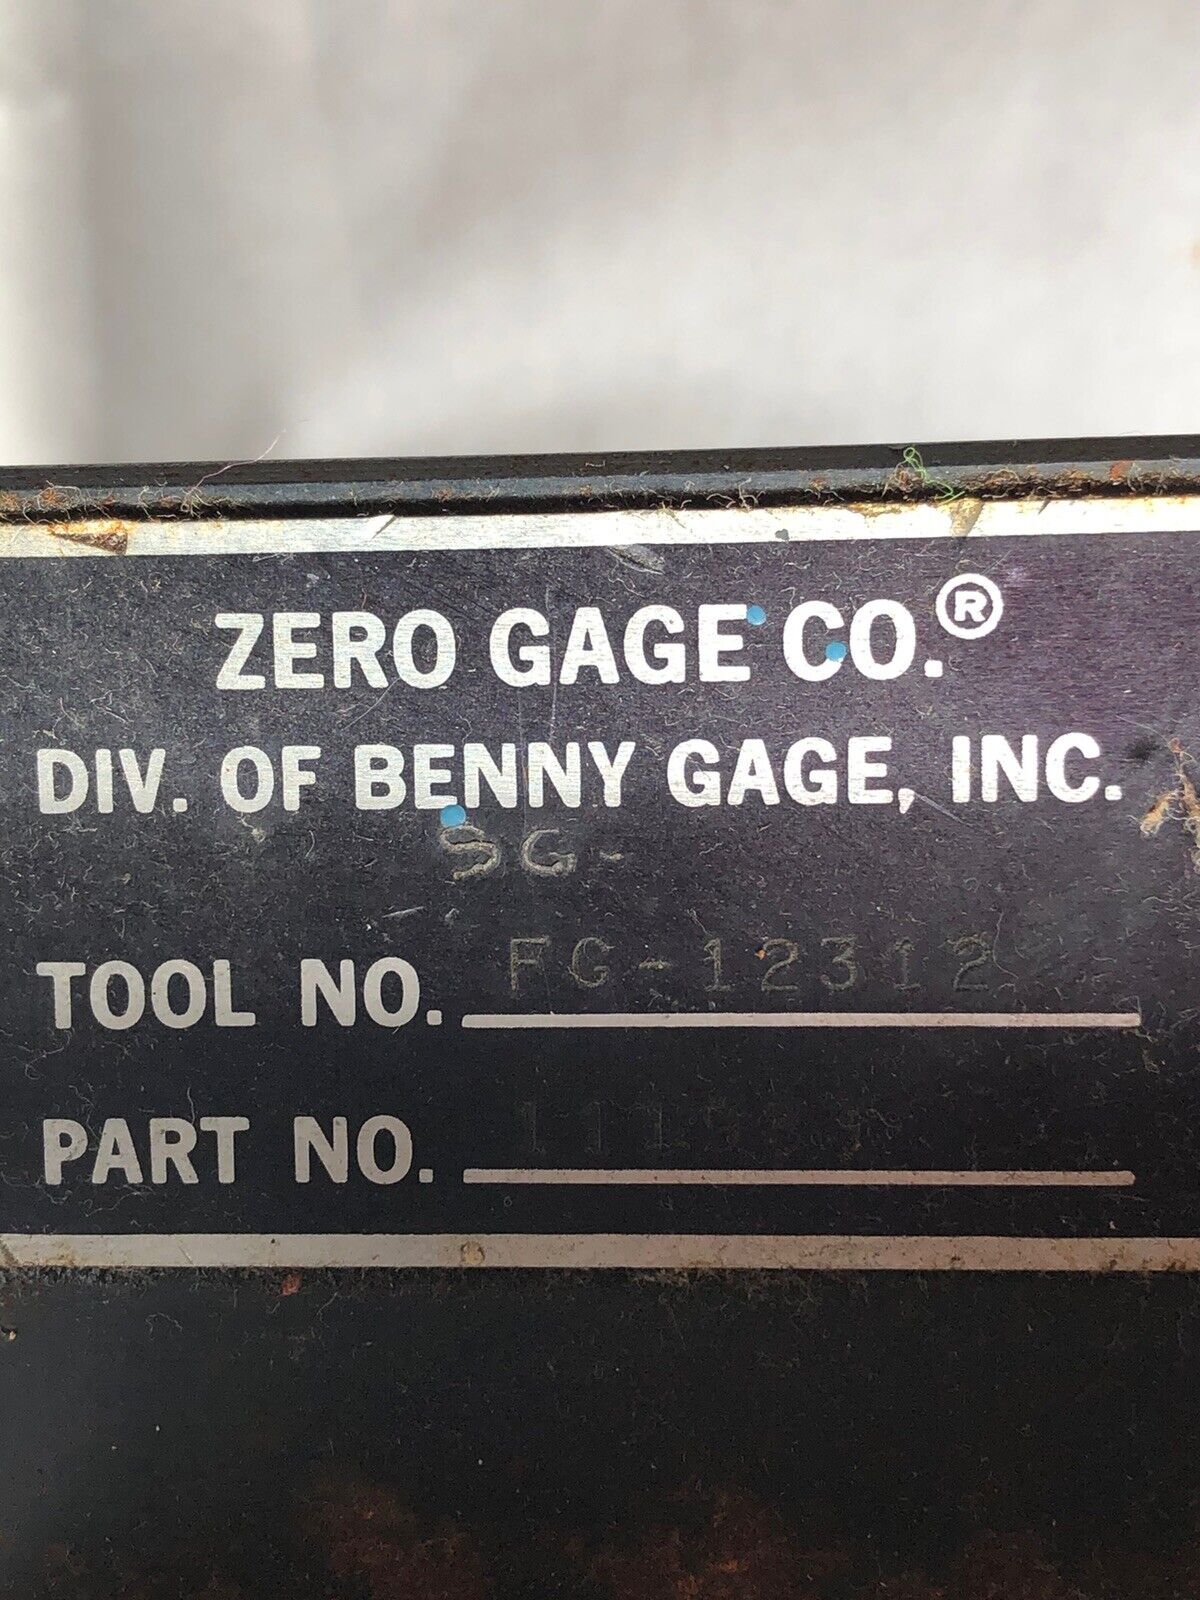 ZERO GAGE CO.®
DIV. OF BENNY GAGE, INC.
SG-
TOOL NO. FG-12312
PART NO.